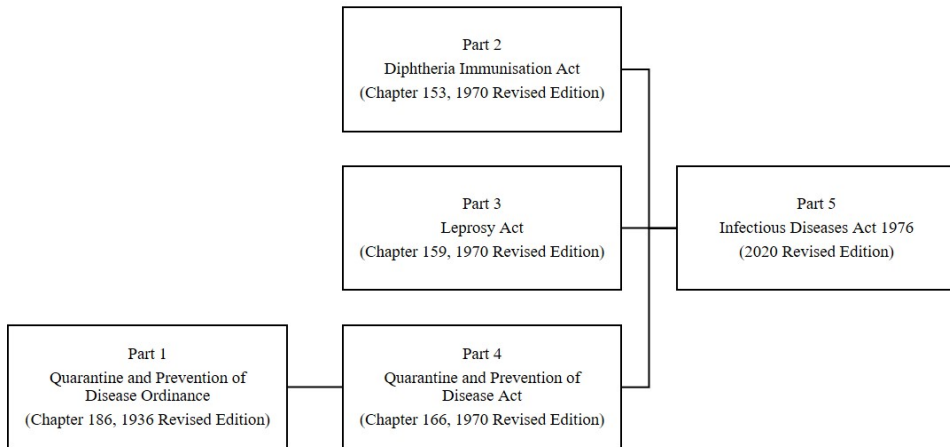 Part 2
Diphtheria Immunisation Act
(Chapter 153, 1970 Revised Edition)
Part 3
Leprosy Act
(Chapter 159, 1970 Revised Edition)
Part 5
Infectious Diseases Act 1976
(2020 Revised Edition)
Part 1
Quarantine and Prevention of
Disease Ordinance
(Chapter 186, 1936 Revised Edition)
Part 4
Quarantine and Prevention of
Disease Act
(Chapter 166, 1970 Revised Edition)